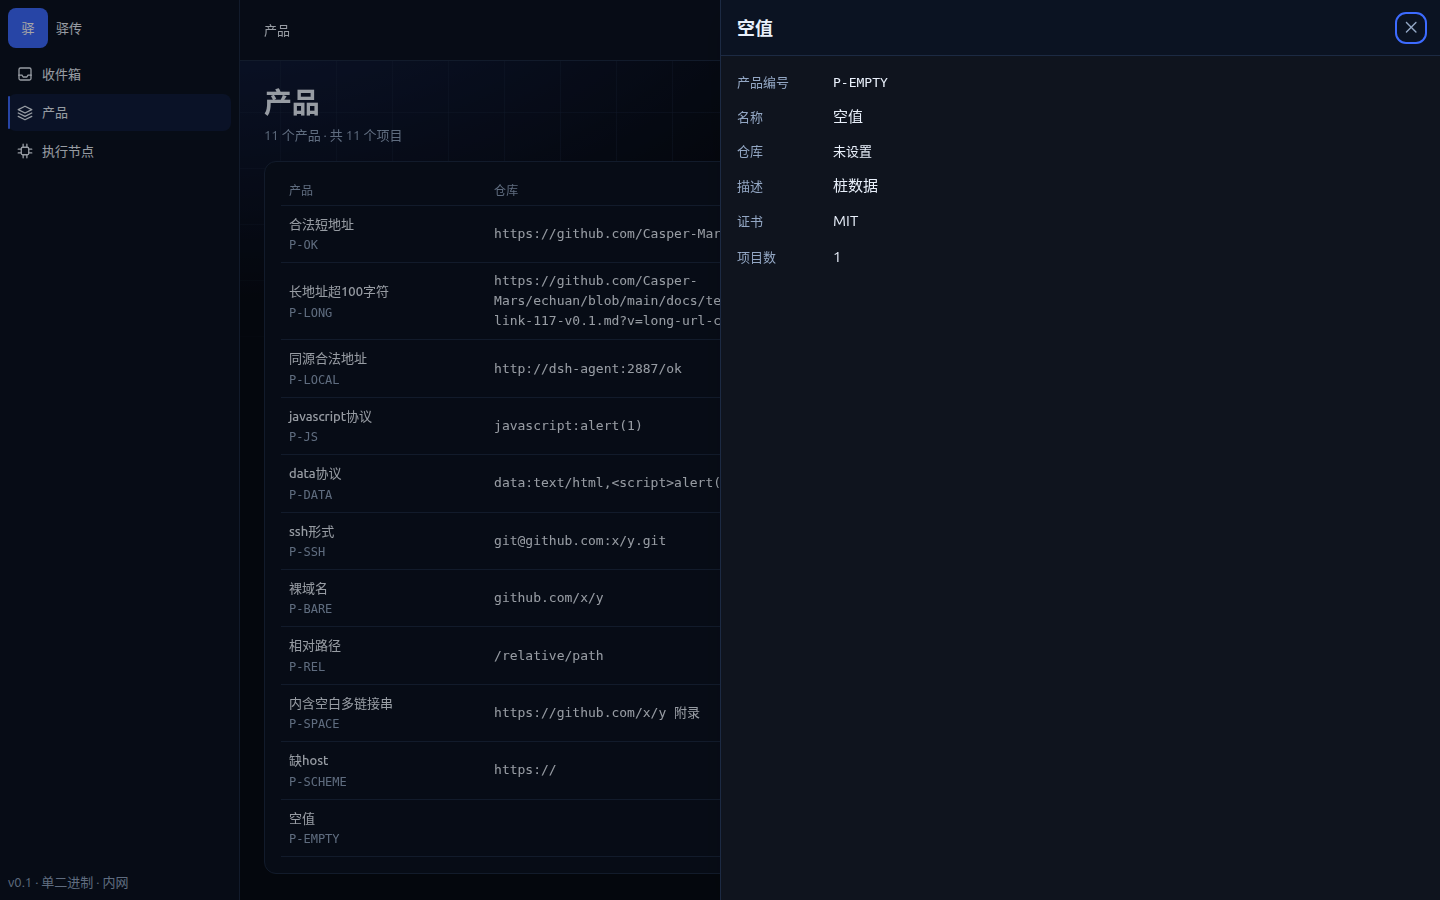 驿 驿传
收件箱
产品
执行节点
v0.1 · 单二进制 · 内网
产品
产品
11 个产品 · 共 11 个项目
产品 仓库
合法短地址
P-OK
https://github.com/Casper-Mar
长地址超100字符
P-LONG
https://github.com/Casper-
Mars/echuan/blob/main/docs/te
link-117-v0.1.md?v=long-url-c
同源合法地址
P-LOCAL
http://dsh-agent:2887/ok
javascript协议
P-JS
javascript:alert(1)
data协议
P-DATA
data:text/html,<script>alert(
ssh形式
P-SSH
git@github.com:x/y.git
裸域名
P-BARE
github.com/x/y
相对路径
P-REL
/relative/path
内含空白多链接串
P-SPACE
https://github.com/x/y 附录
缺host
P-SCHEME
https://
空值
P-EMPTY
空值
产品编号 P-EMPTY
名称 空值
仓库 未设置
描述 桩数据
证书 MIT
项目数 1